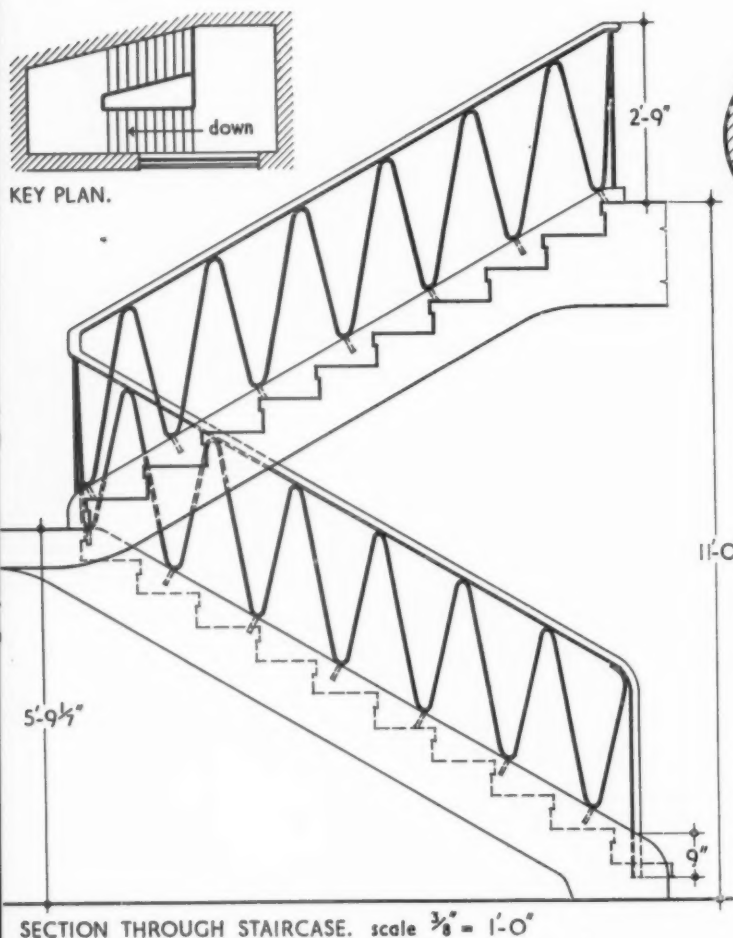 down
KEY PLAN.
2'-9"
11'-0
5'-9½"
9"
SECTION THROUGH STAIRCASE. scale 3/8" = 1'-0"